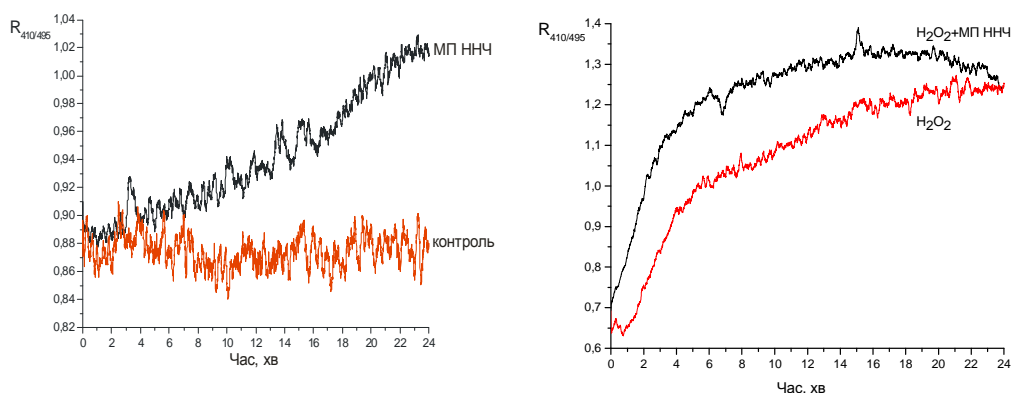 R410/495
1,04
1,02
1,00
0,98
0,96
0,94
0,92
0,90
0,88
0,86
0,84
0,82
МП ННЧ
контроль
0 2 4 6 8 10 12 14 16 18 20 22 24
Час, хв
R410/495
1,4
1,3
1,2
1,1
1,0
0,9
0,8
0,7
0,6
H2O2+МП ННЧ
H2O2
0 2 4 6 8 10 12 14 16 18 20 22 24
Час, хв